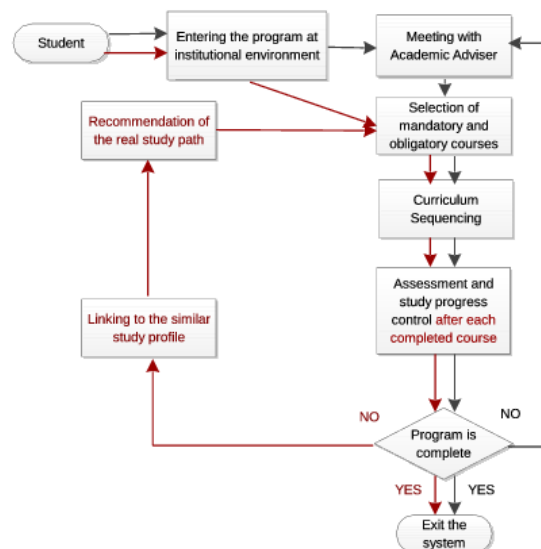 Student
Entering the program at
institutional environment
Meeting with
Academic Adviser
Recommendation of
the real study path
Selection of
mandatory and
obligatory courses
Curriculum
Sequencing
Assessment and
study progress
control after each
completed course
Linking to the similar
study profile
NO
NO
Program is
complete
YES
YES
Exit the
system